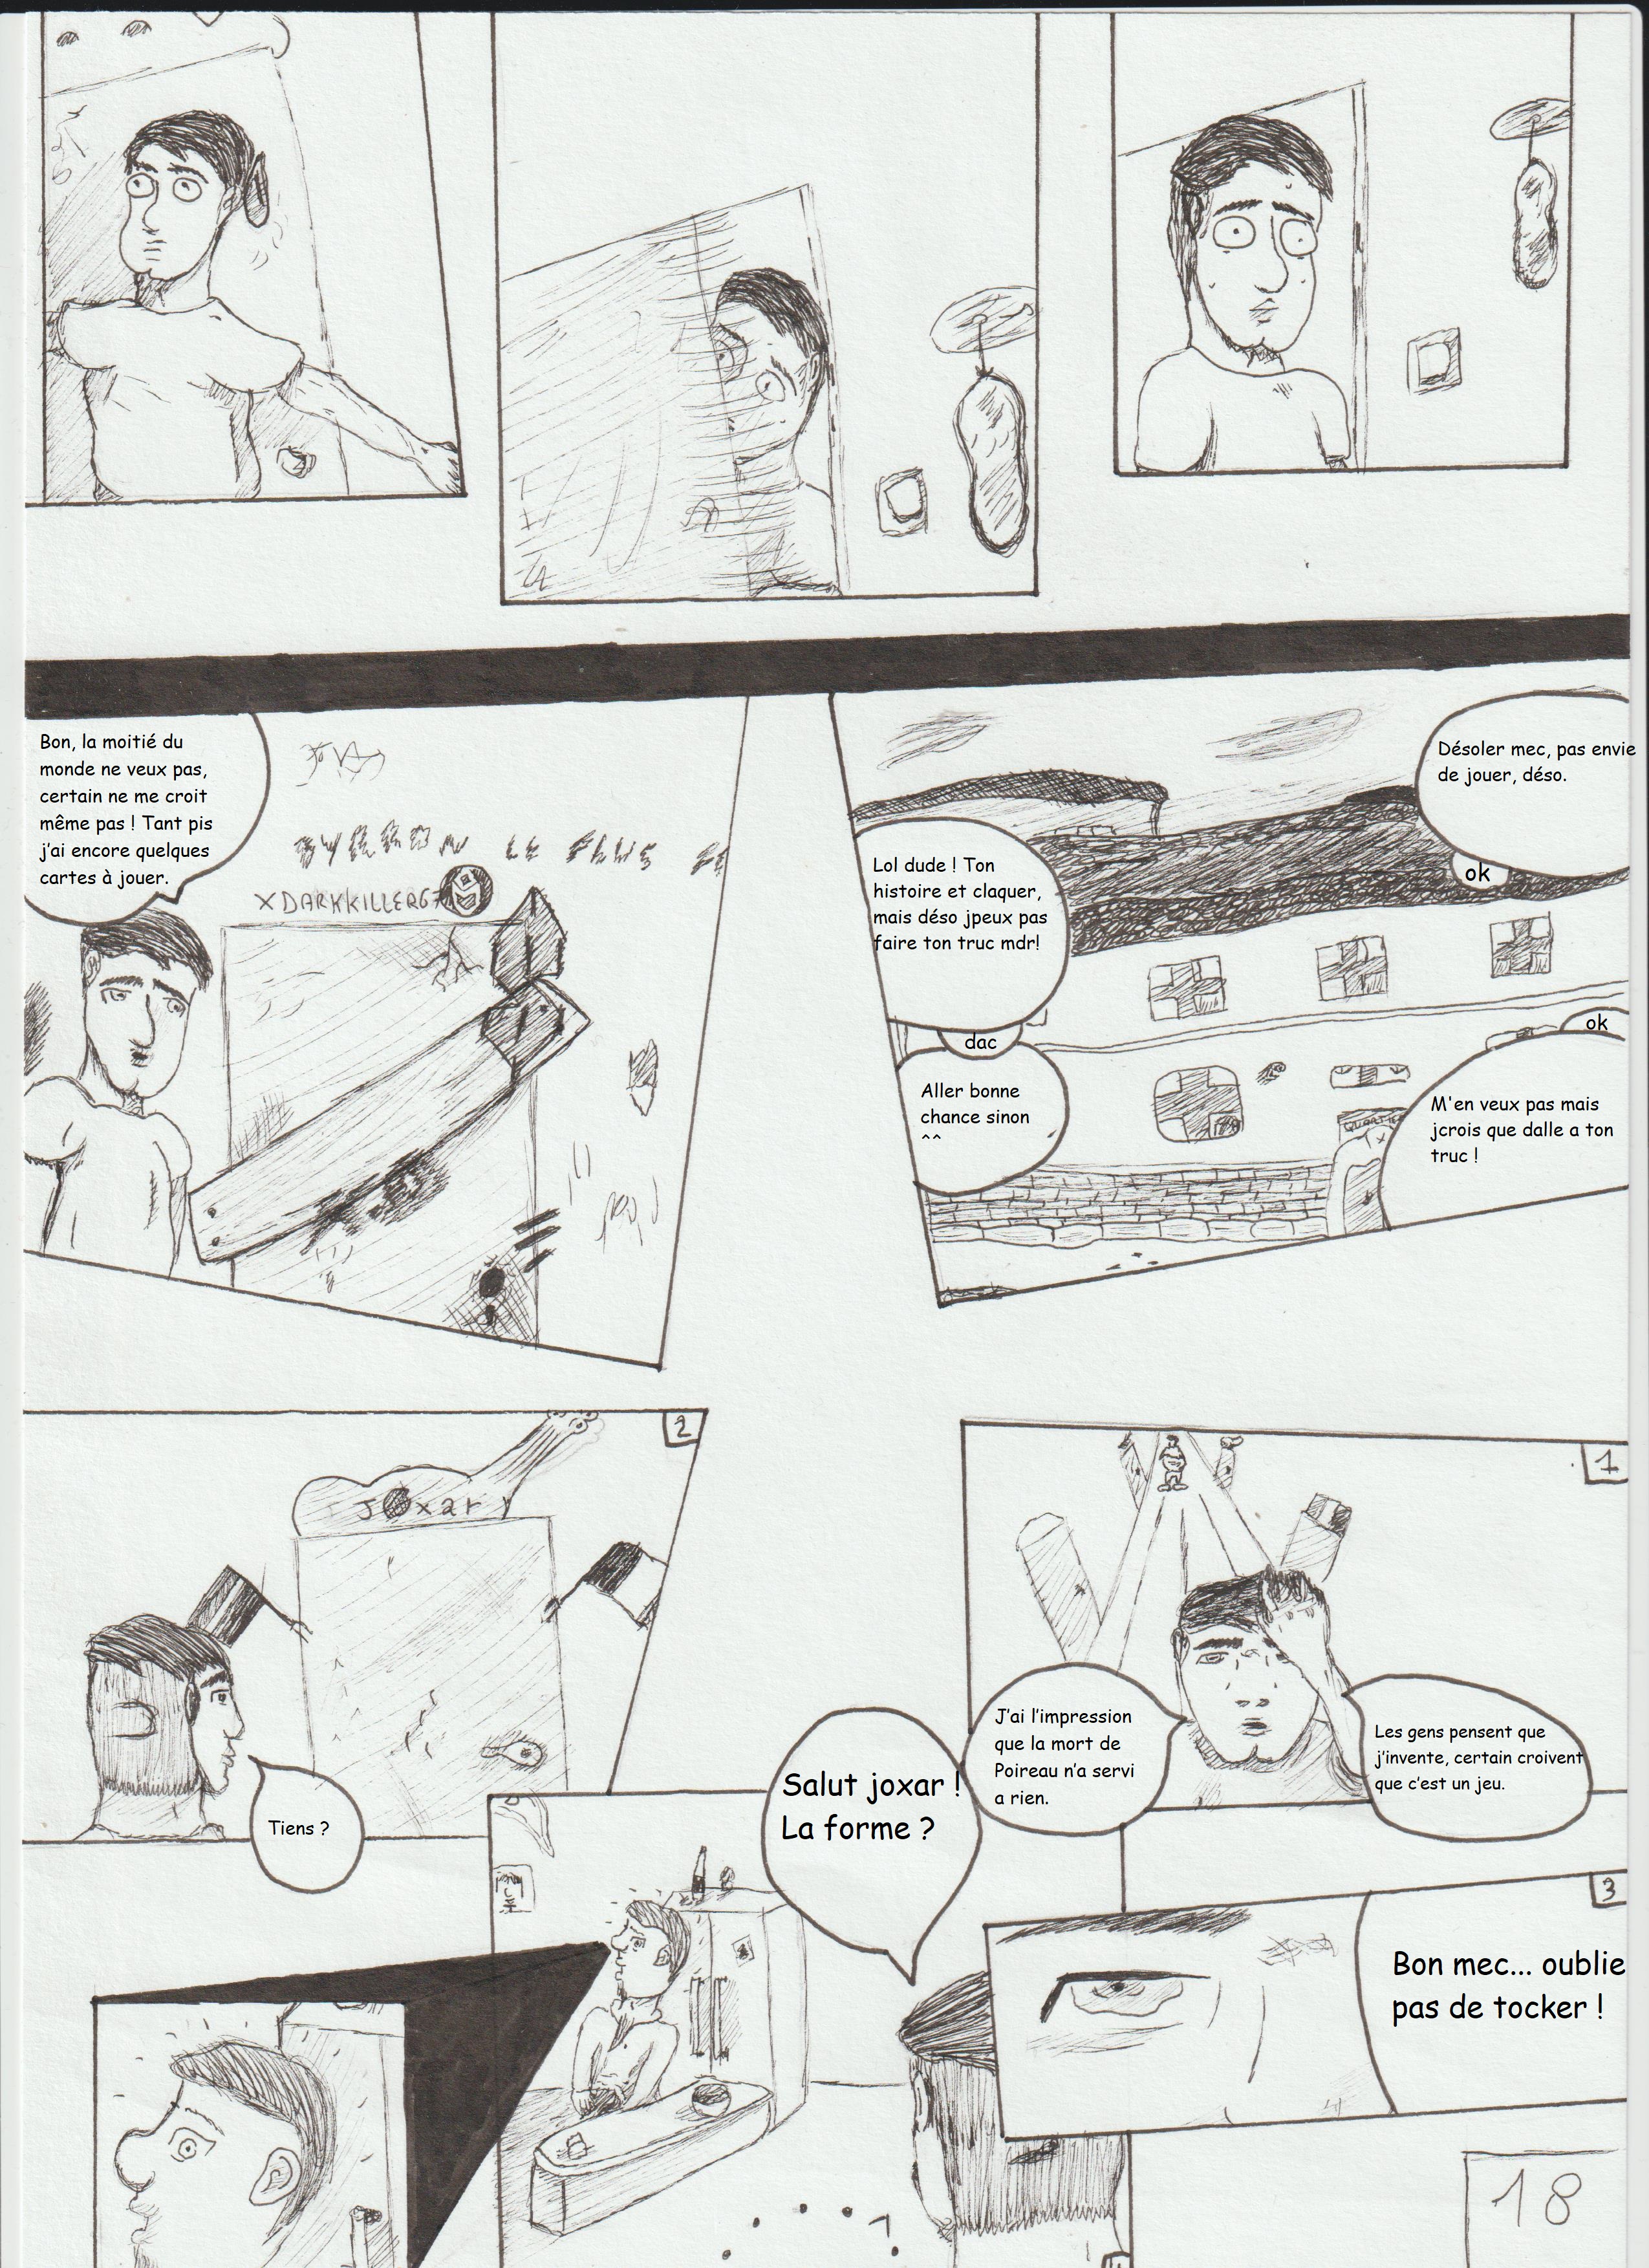 Désoler mec, pas envie
de jouer, déso.
ok
Lol dude ! Ton
histoire et claquer,
mais déso jpeux pas
faire ton truc mdr!
dac
Aller bonne
chance sinon
^^
ok
M'en veux pas mais
jcrois que dalle a ton
truc !
QUARTIER
Bon, la moitié du
monde ne veux pas,
certain ne me croit
même pas ! Tant pis
j'ai encore quelques
cartes à jouer.
XDARKKILLER67
1
Les gens pensent que
j'invente, certain croivent
que c'est un jeu.
J'ai l'impression
que la mort de
Poireau n'a servi
a rien.
2
joxar
Tiens ?
3
Bon mec... oublie
pas de tocker !
Salut joxar !
La forme ?
18